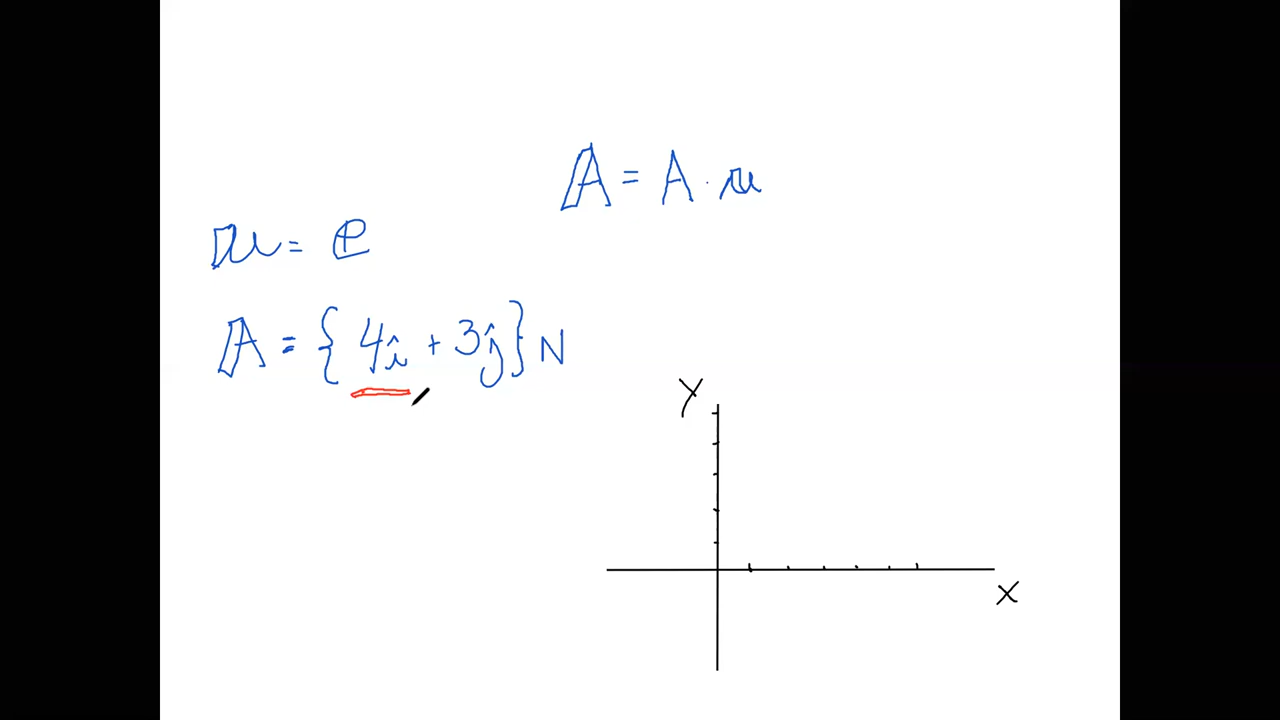 𝔸 = A · 𝕦
𝕦 = 𝕖
𝔸 = { 4î + 3ĵ } N
Y
X